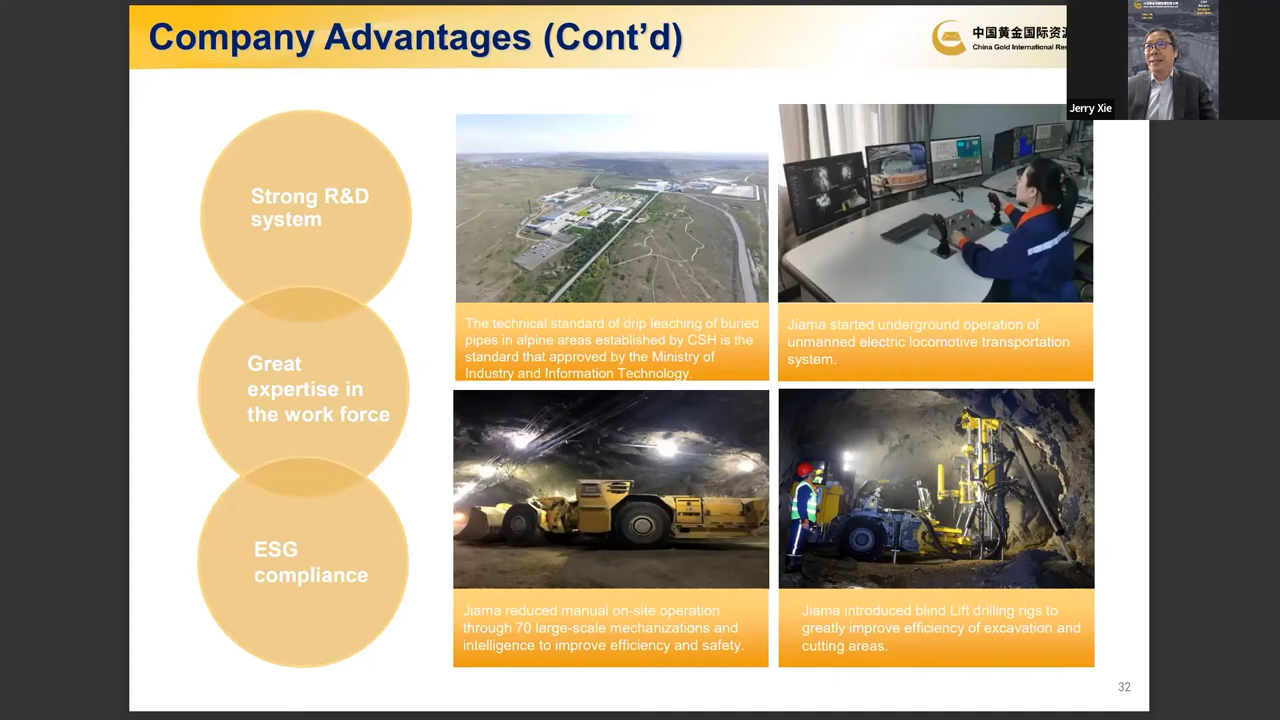 Company Advantages (Cont'd)
中国黄金国际资源
China Gold International Res
Jerry Xie
Strong R&D
system
Great
expertise in
the work force
ESG
compliance
The technical standard of drip leaching of buried
pipes in alpine areas established by CSH is the
standard that approved by the Ministry of
Industry and Information Technology.
Jiama started underground operation of
unmanned electric locomotive transportation
system.
Jiama reduced manual on-site operation
through 70 large-scale mechanizations and
intelligence to improve efficiency and safety.
Jiama introduced blind Lift drilling rigs to
greatly improve efficiency of excavation and
cutting areas.
32